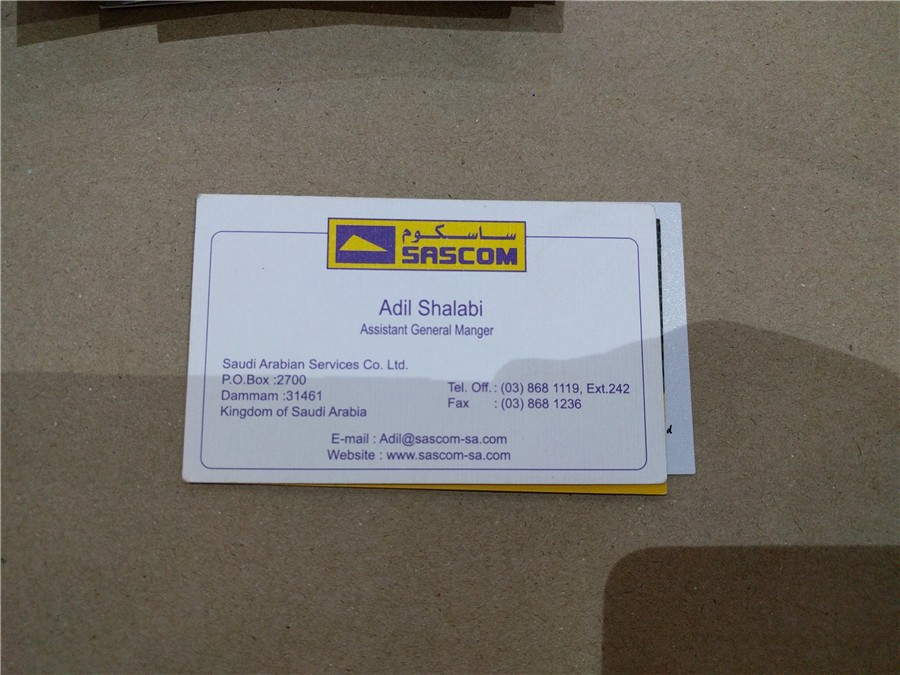 ساسكوم
SASCOM
Adil Shalabi
Assistant General Manger
Saudi Arabian Services Co. Ltd.
P.O.Box :2700
Dammam :31461
Kingdom of Saudi Arabia
Tel. Off. : (03) 868 1119, Ext.242
Fax : (03) 868 1236
E-mail : Adil@sascom-sa.com
Website : www.sascom-sa.com